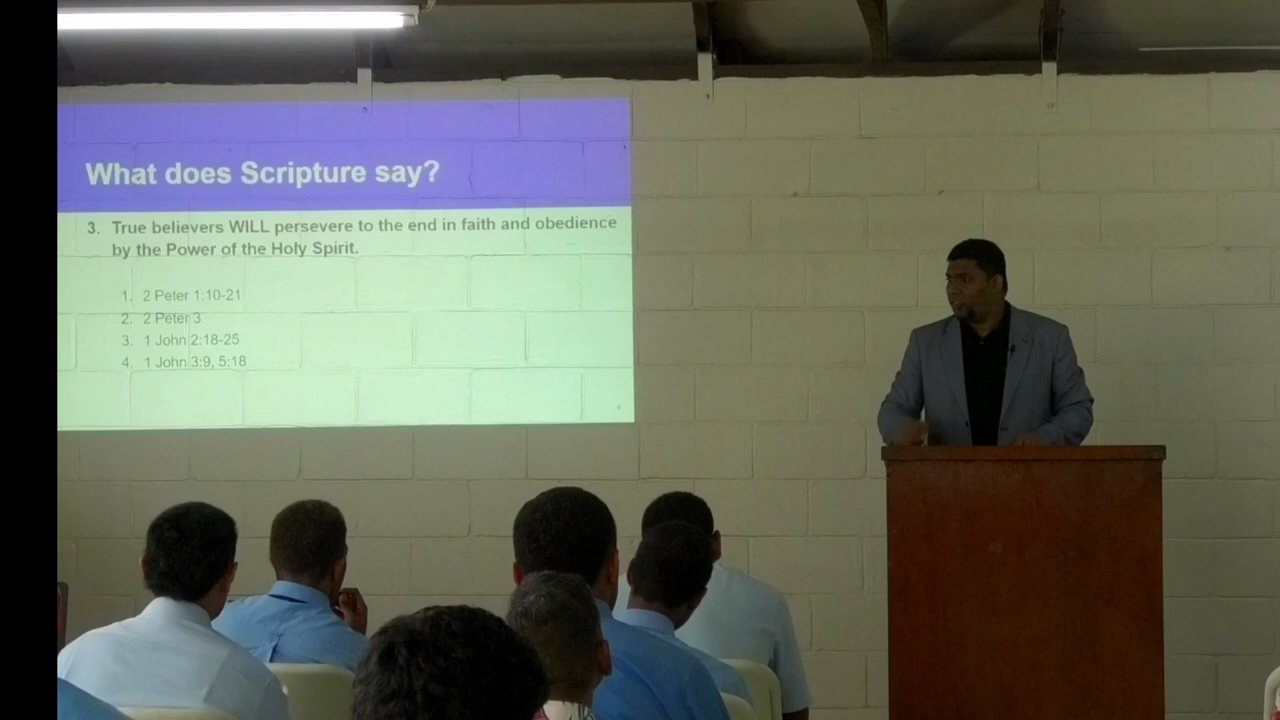 What does Scripture say?
3. True believers WILL persevere to the end in faith and obedience
by the Power of the Holy Spirit.
1. 2 Peter 1:10-21
2. 2 Peter 3
3. 1 John 2:18-25
4. 1 John 3:9, 5:18